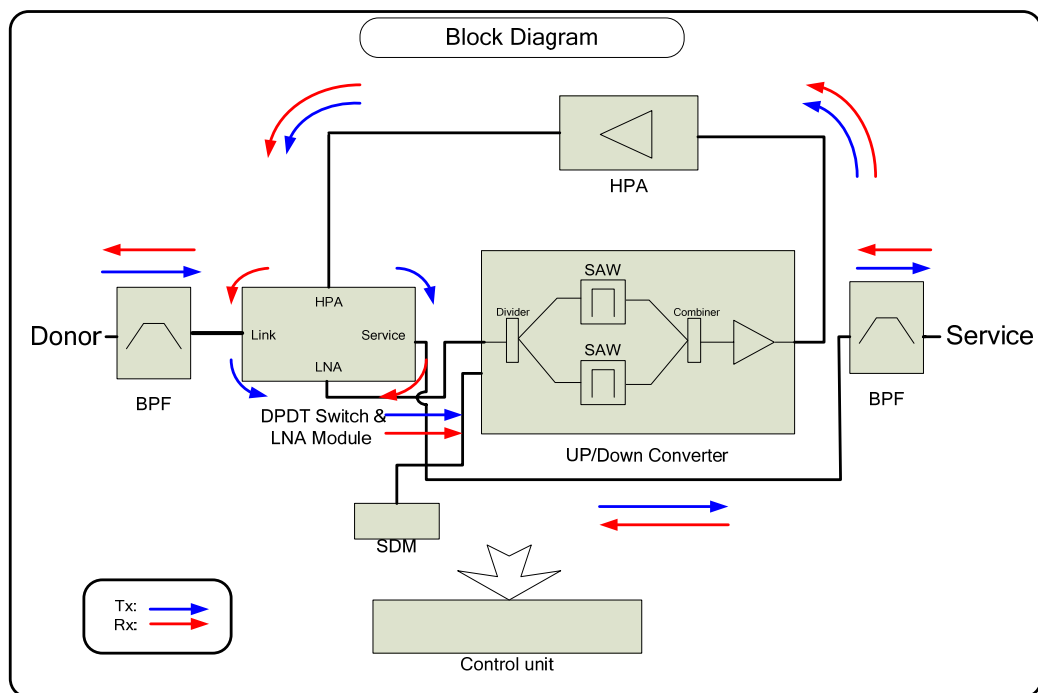 Block Diagram
HPA
SAW
Divider
Combiner
SAW
UP/Down Converter
Donor
BPF
HPA
Link
Service
LNA
DPDT Switch &
LNA Module
Service
BPF
SDM
Control unit
Tx:
Rx: